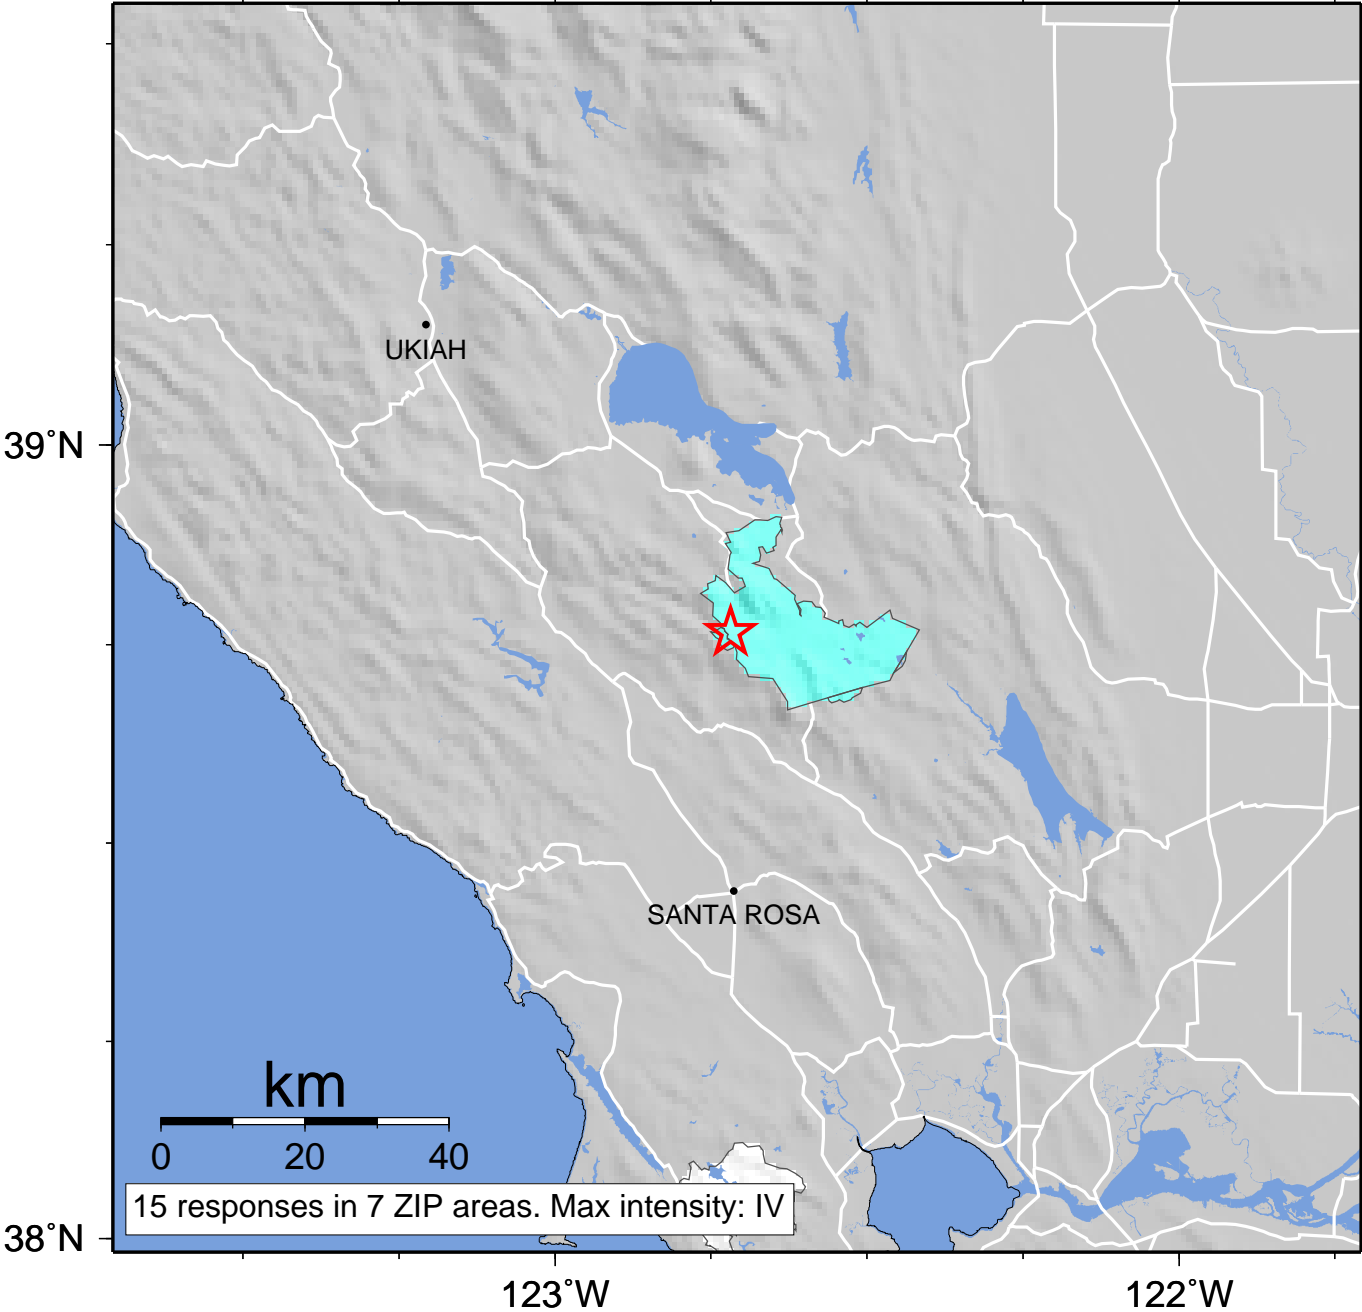 UKIAH
39°N
SANTA ROSA
km
0 20 40
15 responses in 7 ZIP areas. Max intensity: IV
38°N
123°W 122°W